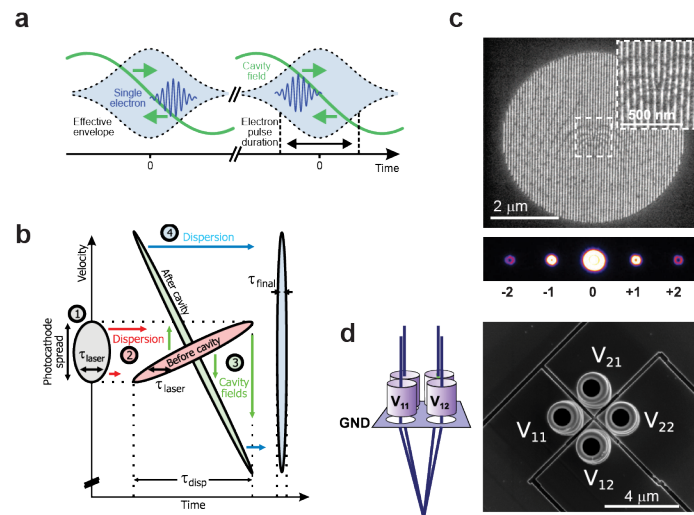 a
Single
electron
Effective
envelope
Cavity
field
Electron
pulse
duration
0
0
Time
b
Velocity
Photocathode
spread
1
τlaser
Dispersion
2
τlaser
Before cavity
After cavity
3
Cavity
fields
4
Dispersion
τfinal
τdisp
Time
c
500 nm
2 μm
-2
-1
0
+1
+2
d
V11
V12
GND
V21
V11
V22
V12
4 μm